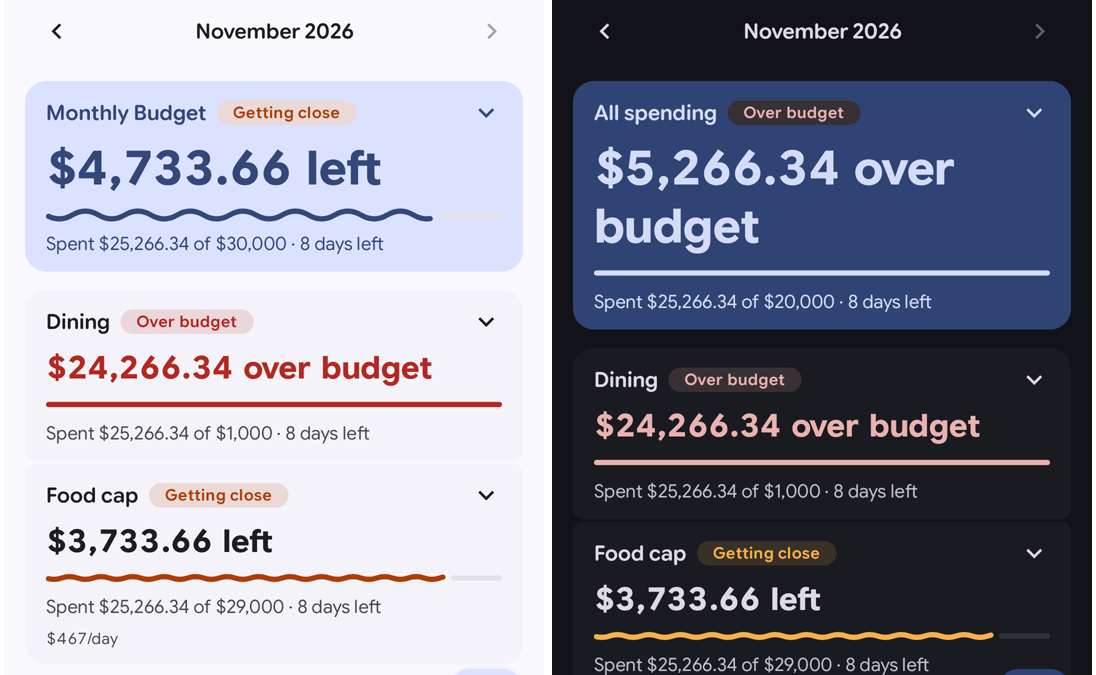 November 2026
Monthly Budget Getting close
$4,733.66 left
Spent $25,266.34 of $30,000 · 8 days left
Dining Over budget
$24,266.34 over budget
Spent $25,266.34 of $1,000 · 8 days left
Food cap Getting close
$3,733.66 left
Spent $25,266.34 of $29,000 · 8 days left
$467/day
November 2026
All spending Over budget
$5,266.34 over
budget
Spent $25,266.34 of $20,000 · 8 days left
Dining Over budget
$24,266.34 over budget
Spent $25,266.34 of $1,000 · 8 days left
Food cap Getting close
$3,733.66 left
Spent $25,266.34 of $29,000 · 8 days left